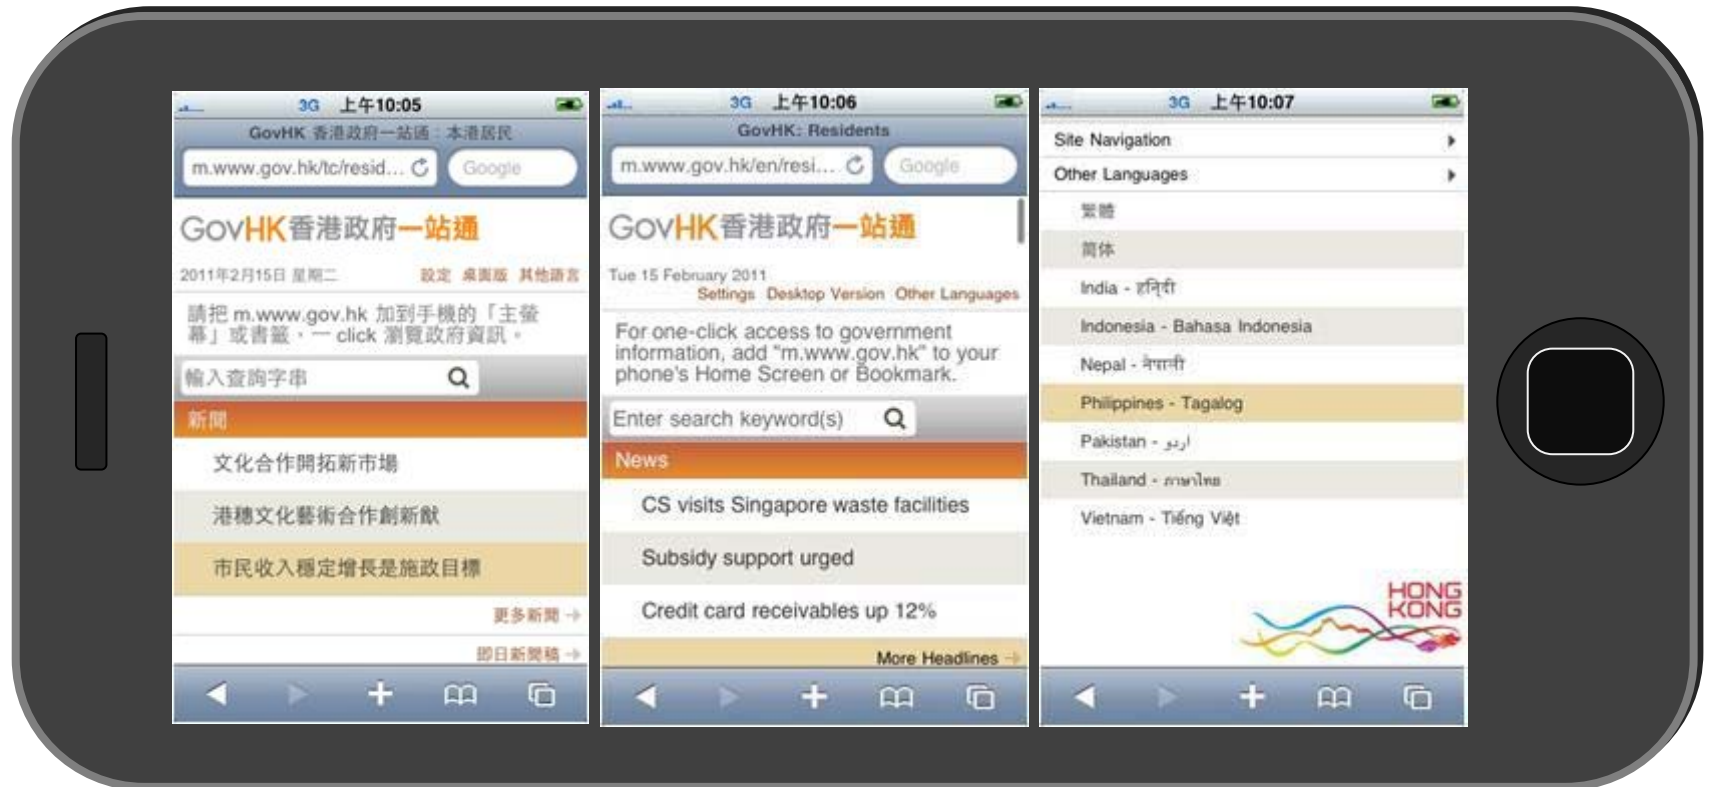 3G 上午10:05
GovHK 香港政府一站通：本港居民
m.www.gov.hk/tc/resid... Google
GovHK香港政府一站通
2011年2月15日 星期二 設定 桌面版 其他語言
請把 m.www.gov.hk 加到手機的「主螢
幕」或書籤，一 click 瀏覽政府資訊。
輸入查詢字串
新聞
文化合作開拓新市場
港穗文化藝術合作創新猷
市民收入穩定增長是施政目標
更多新聞
即日新聞稿
3G 上午10:06
GovHK: Residents
m.www.gov.hk/en/resi... Google
GovHK香港政府一站通
Tue 15 February 2011
Settings Desktop Version Other Languages
For one-click access to government
information, add "m.www.gov.hk" to your
phone's Home Screen or Bookmark.
Enter search keyword(s)
News
CS visits Singapore waste facilities
Subsidy support urged
Credit card receivables up 12%
More Headlines
3G 上午10:07
Site Navigation
Other Languages
繁體
简体
India - हिन्दी
Indonesia - Bahasa Indonesia
Nepal - नेपाली
Philippines - Tagalog
Pakistan - اردو
Thailand - ภาษาไทย
Vietnam - Tiếng Việt
HONG
KONG